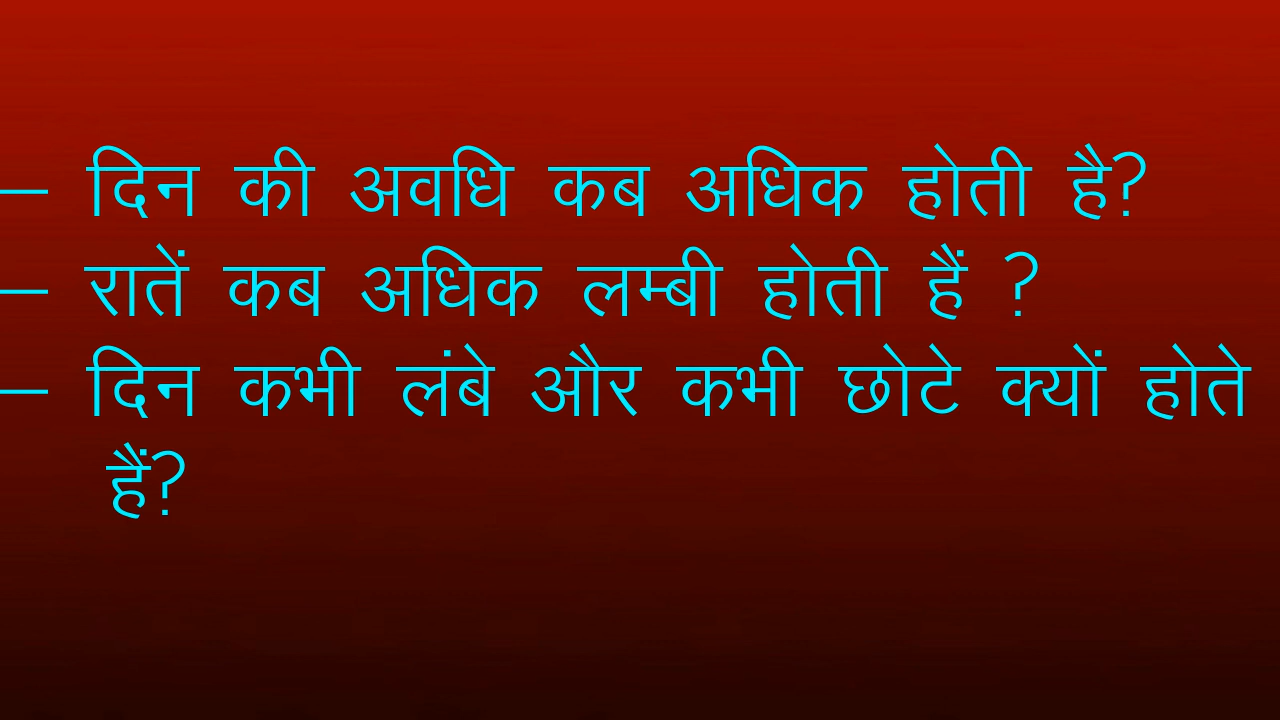 – दिन की अवधि कब अधिक होती है?
– रातें कब अधिक लम्बी होती हैं ?
– दिन कभी लंबे और कभी छोटे क्यों होते
हैं?